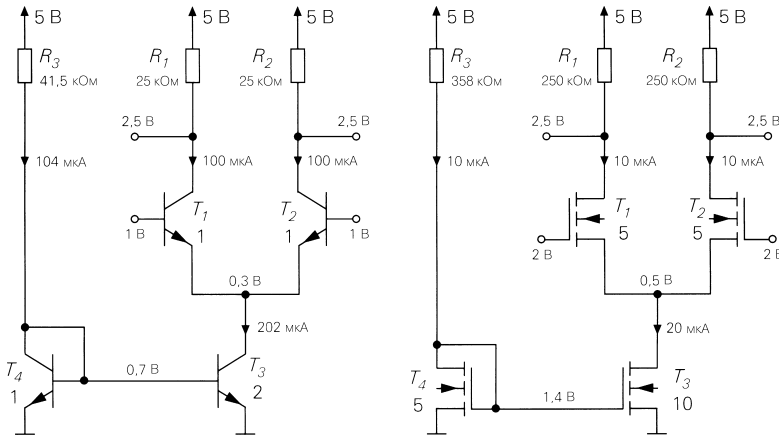 5 В 5 В 5 В 5 В 5 В 5 В
R3 R1 R2 R3 R1 R2
41,5 кОм 25 кОм 25 кОм 358 кОм 250 кОм 250 кОм
2,5 В 2,5 В 2,5 В 2,5 В
104 мкА 100 мкА 100 мкА 10 мкА 10 мкА 10 мкА
T1 T2 T1 T2
1 В 1 1 1 В 5 5
2 В 2 В
0,3 В 0,5 В
202 мкА 20 мкА
T4 0,7 В T3 T4 1,4 В T3
1 2 5 10